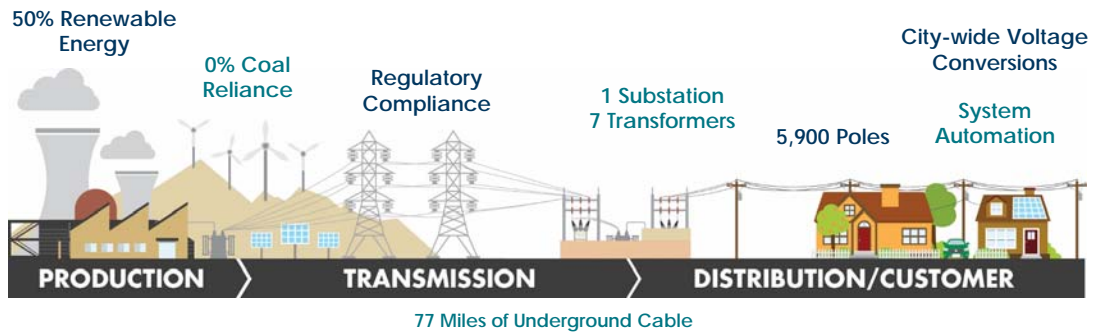 50% Renewable
Energy
0% Coal
Reliance
Regulatory
Compliance
1 Substation
7 Transformers
5,900 Poles
City-wide Voltage
Conversions
System
Automation
PRODUCTION
TRANSMISSION
DISTRIBUTION/CUSTOMER
77 Miles of Underground Cable